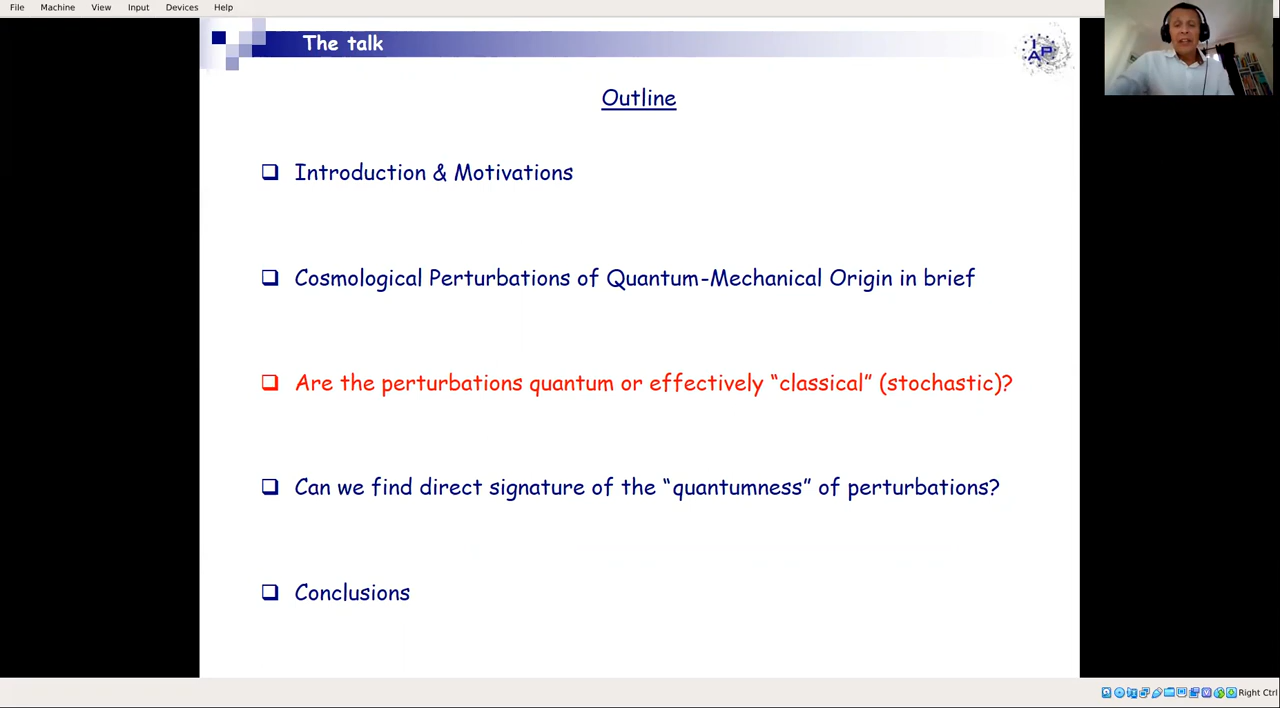 File Machine View Input Devices Help
The talk
IAP
Outline
Introduction & Motivations
Cosmological Perturbations of Quantum-Mechanical Origin in brief
Are the perturbations quantum or effectively “classical” (stochastic)?
Can we find direct signature of the “quantumness” of perturbations?
Conclusions
Right Ctrl